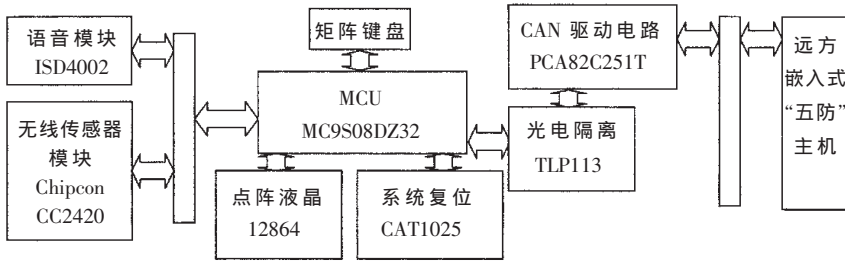 语音模块
ISD4002
无线传感器
模块
Chipcon
CC2420
矩阵键盘
MCU
MC9S08DZ32
点阵液晶
12864
系统复位
CAT1025
CAN 驱动电路
PCA82C251T
光电隔离
TLP113
远方
嵌入式
“五防”
主机